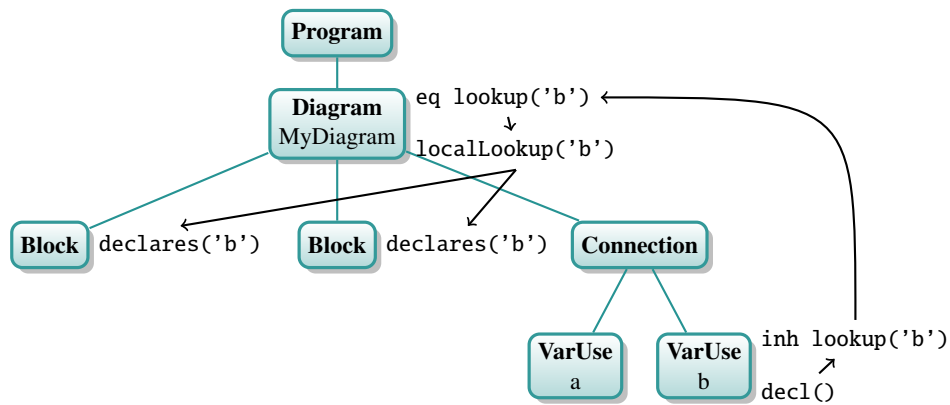 Program
Diagram
MyDiagram
eq lookup('b')
localLookup('b')
Block
declares('b')
Block
declares('b')
Connection
VarUse
a
VarUse
b
inh lookup('b')
decl()